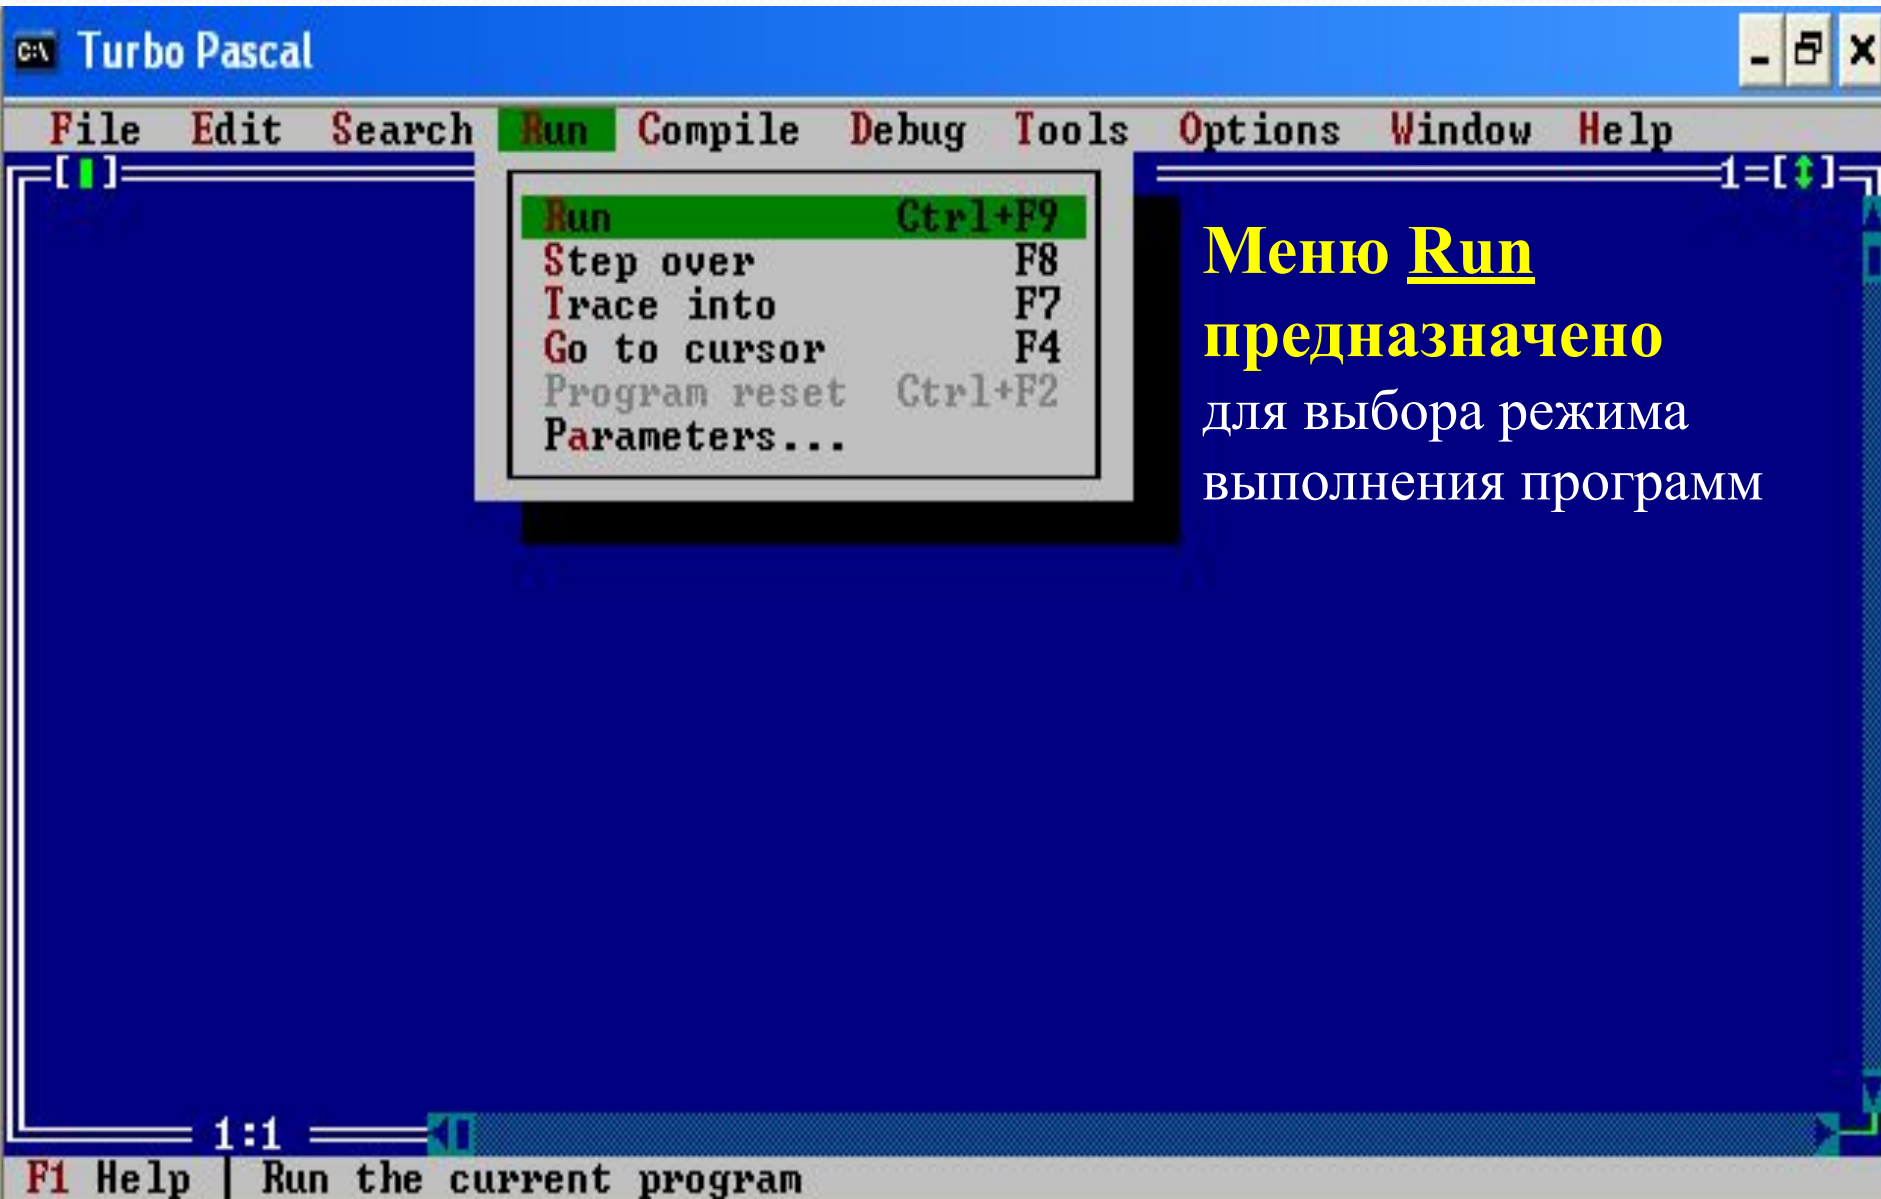 C:\ Turbo Pascal
File Edit Search Run Compile Debug Tools Options Window Help
[ ] 1=[↕]
Run Ctrl+F9
Step over F8
Trace into F7
Go to cursor F4
Program reset Ctrl+F2
Parameters...
Меню Run
предназначено
для выбора режима
выполнения программ
1:1
F1 Help | Run the current program